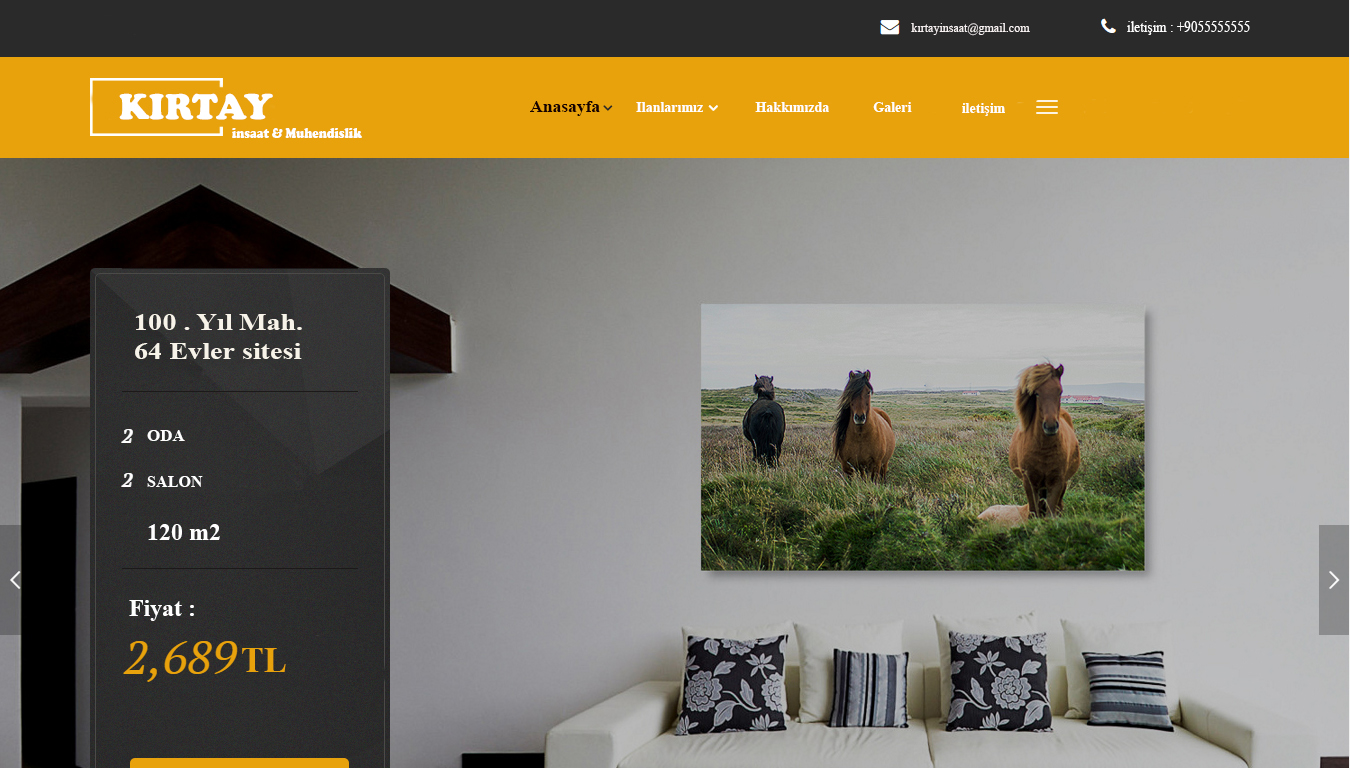 kırtayinsaat@gmail.com
iletişim : +9055555555
KIRTAY
insaat & Muhendislik
Anasayfa
Ilanlarımız
Hakkımızda
Galeri
iletişim
100 . Yıl Mah.
64 Evler sitesi
2 ODA
2 SALON
120 m2
Fiyat :
2,689 TL